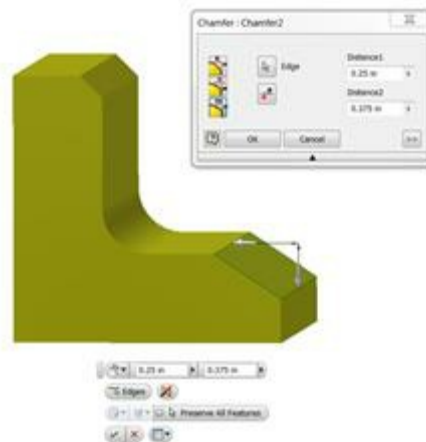 Chamfer : Chamfer2
Edge
Distance1
0.25 in
Distance2
0.375 in
OK
Cancel
>>
0.25 in
0.375 in
Edges
Preserve All Features